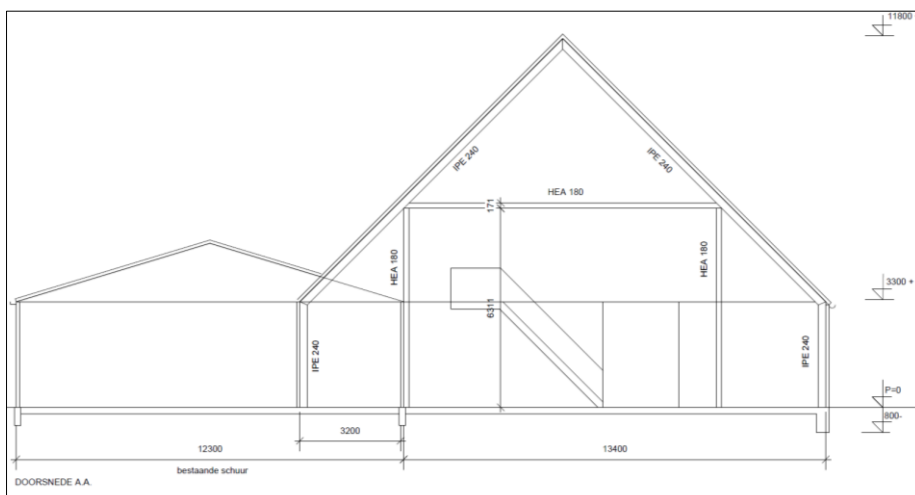 11800
IPE 240
IPE 240
HEA 180
171
HEA 180
HEA 180
3300 +
6311
IPE 240
IPE 240
P=0
800-
3200
12300
13400
bestaande schuur
DOORSNEDE A.A.